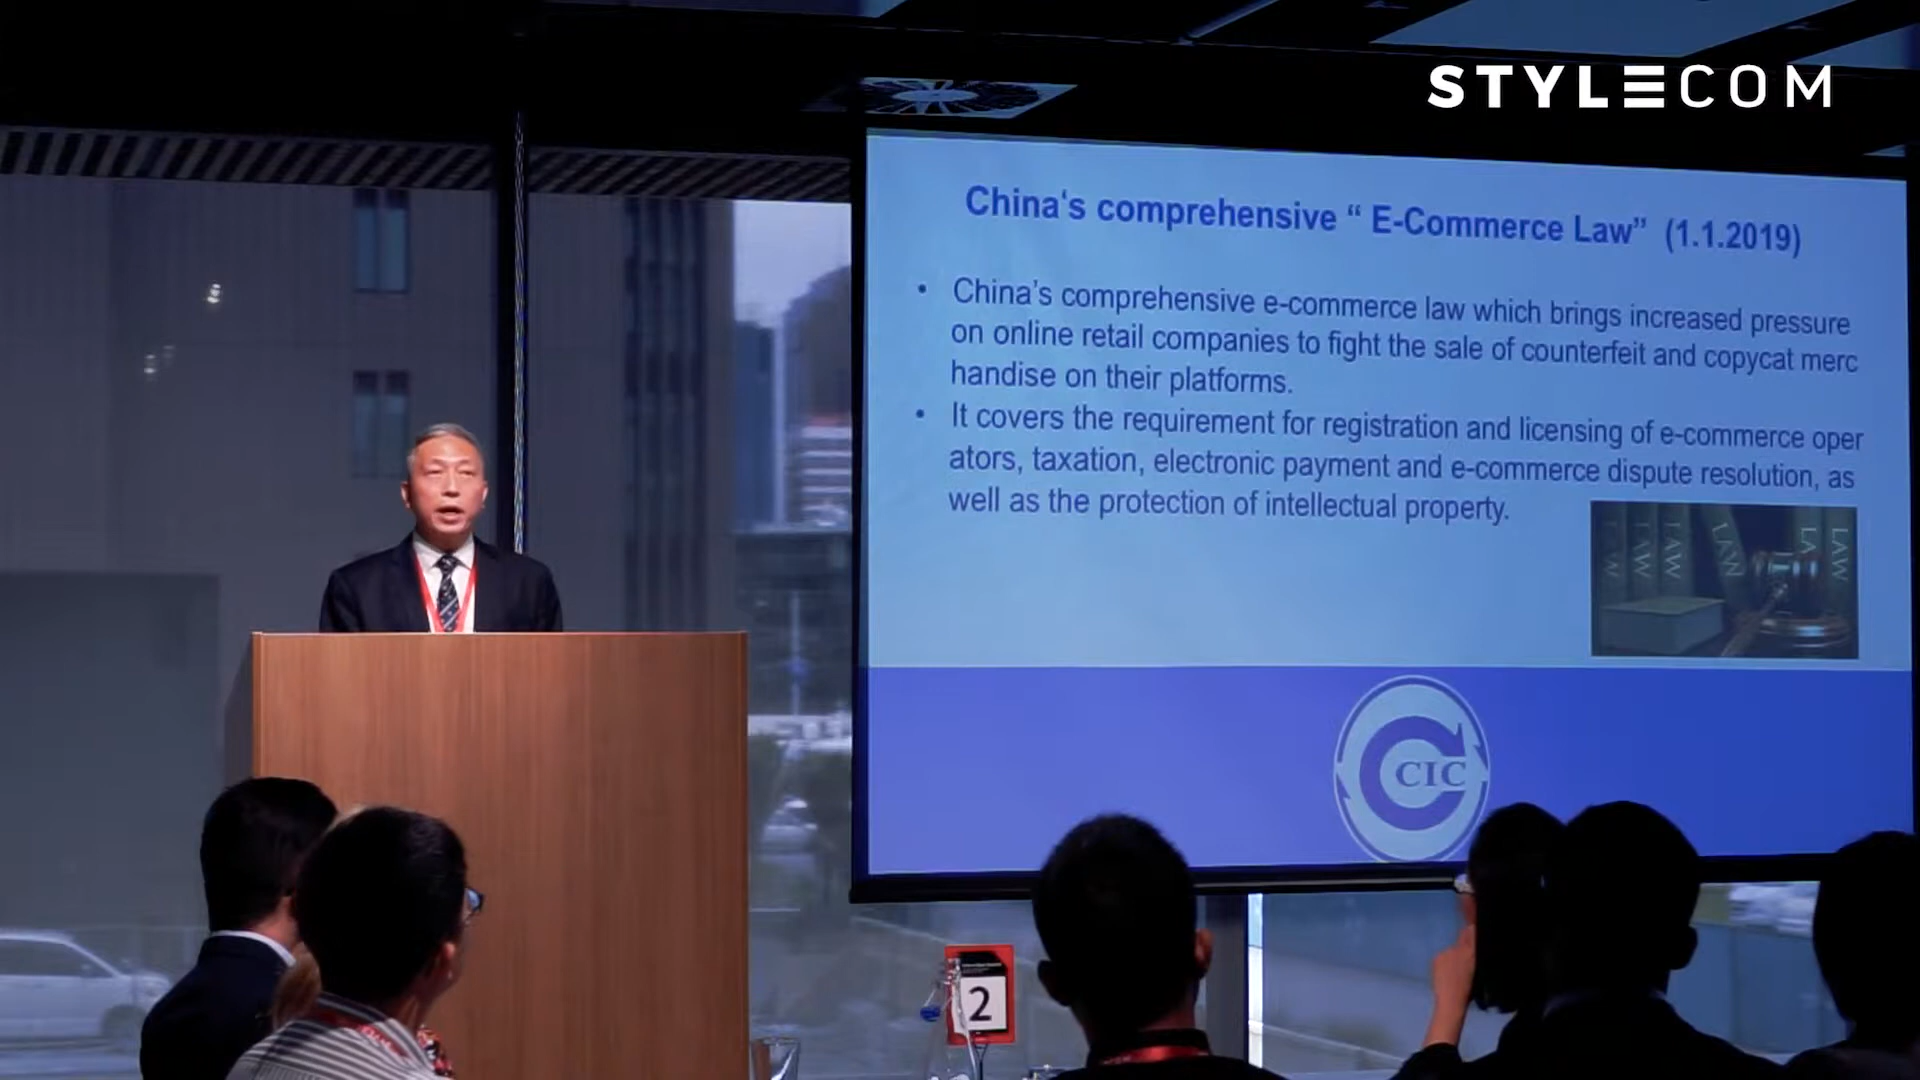 STYLECOM
China's comprehensive “ E-Commerce Law” (1.1.2019)
• China's comprehensive e-commerce law which brings increased pressure
on online retail companies to fight the sale of counterfeit and copycat merc
handise on their platforms.
• It covers the requirement for registration and licensing of e-commerce oper
ators, taxation, electronic payment and e-commerce dispute resolution, as
well as the protection of intellectual property.
LAW LAW LAW LAW LAW LAW
CIC
2